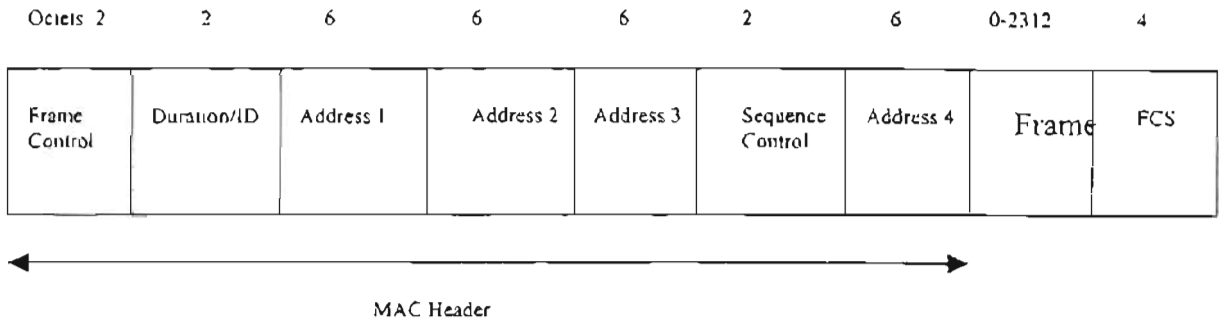 Octets 2 2 6 6 6 2 6 0-2312 4
Frame Control
Duration/ID
Address 1
Address 2
Address 3
Sequence Control
Address 4
Frame
FCS
MAC Header